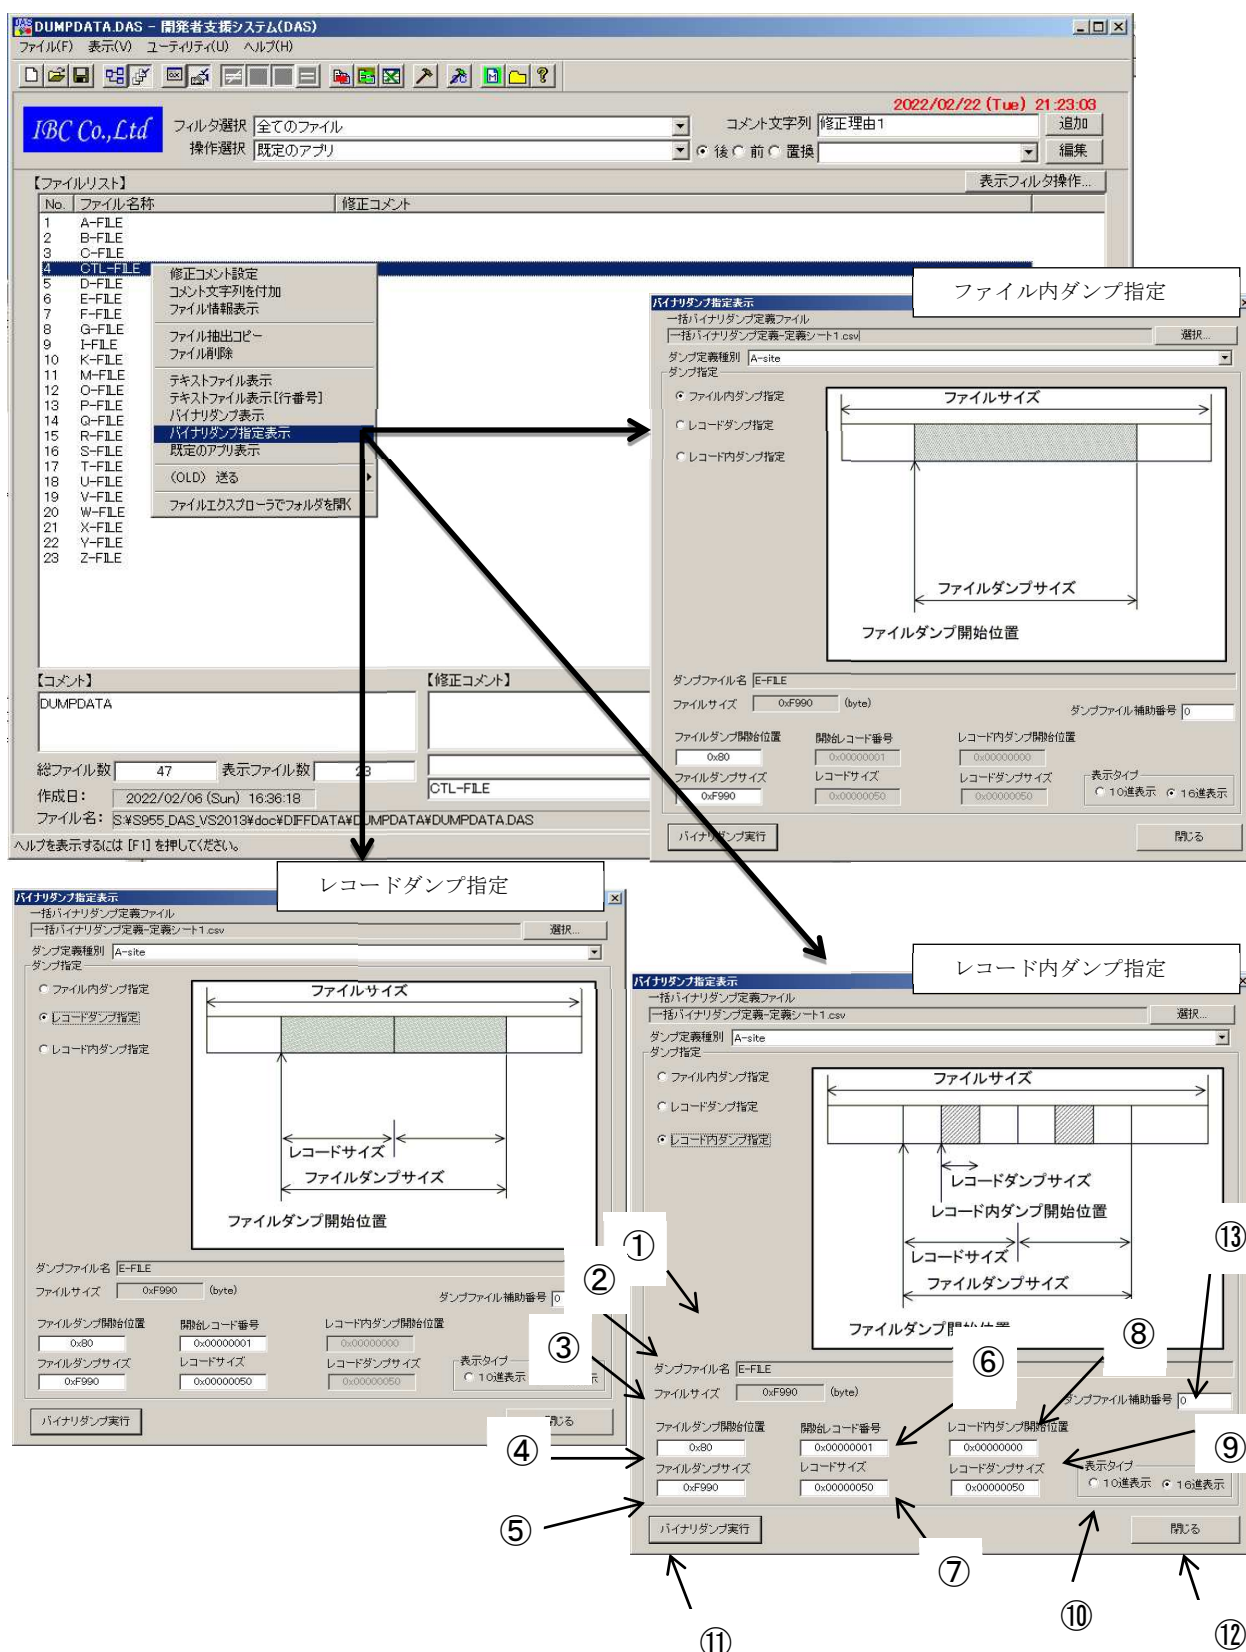 DUMPDATA.DAS - 開発者支援システム(DAS)
ファイル(F) 表示(V) ユーティリティ(U) ヘルプ(H)
2022/02/22 (Tue) 21:23:03
IBC Co.,Ltd
フィルタ選択 全てのファイル
コメント文字列 修正理由1 追加
操作選択 既定のアプリ
後 前 置換 編集
【ファイルリスト】
表示フィルタ操作...
No. ファイル名称 修正コメント
1 A-FILE
2 B-FILE
3 C-FILE
4 CTL-FILE
5 D-FILE
6 E-FILE
7 F-FILE
8 G-FILE
9 I-FILE
10 K-FILE
11 M-FILE
12 O-FILE
13 P-FILE
14 Q-FILE
15 R-FILE
16 S-FILE
17 T-FILE
18 U-FILE
19 V-FILE
20 W-FILE
21 X-FILE
22 Y-FILE
23 Z-FILE
修正コメント設定
コメント文字列を付加
ファイル情報表示
ファイル抽出コピー
ファイル削除
テキストファイル表示
テキストファイル表示[行番号]
バイナリダンプ表示
バイナリダンプ指定表示
既定のアプリ表示
(OLD) 送る
ファイルエクスプローラでフォルダを開く
【コメント】
DUMPDATA
【修正コメント】
総ファイル数 47 表示ファイル数 23
CTL-FILE
作成日: 2022/02/06 (Sun) 16:36:18
ファイル名: S:¥S955_DAS_VS2013¥doc¥DIFFDATA¥DUMPDATA¥DUMPDATA.DAS
ヘルプを表示するには [F1] を押してください。
ファイル内ダンプ指定
バイナリダンプ指定表示
一括バイナリダンプ定義ファイル
一括バイナリダンプ定義-定義シート1.csv 選択...
ダンプ定義種別 A-site
ダンプ指定
ファイル内ダンプ指定
レコードダンプ指定
レコード内ダンプ指定
ファイルサイズ
ファイルダンプサイズ
ファイルダンプ開始位置
ダンプファイル名 E-FILE
ファイルサイズ 0xF990 (byte)
ダンプファイル補助番号 0
ファイルダンプ開始位置 開始レコード番号 レコード内ダンプ開始位置
0x80 0x00000001 0x00000000
ファイルダンプサイズ レコードサイズ レコードダンプサイズ 表示タイプ
0xF990 0x00000050 0x00000050 10進表示 16進表示
バイナリダンプ実行 閉じる
レコードダンプ指定
バイナリダンプ指定表示
一括バイナリダンプ定義ファイル
一括バイナリダンプ定義-定義シート1.csv 選択...
ダンプ定義種別 A-site
ダンプ指定
ファイル内ダンプ指定
レコードダンプ指定
レコード内ダンプ指定
ファイルサイズ
レコードサイズ
ファイルダンプサイズ
ファイルダンプ開始位置
ダンプファイル名 E-FILE
ファイルサイズ 0xF990 (byte)
ダンプファイル補助番号 0
ファイルダンプ開始位置 開始レコード番号 レコード内ダンプ開始位置
0x80 0x00000001 0x00000000
ファイルダンプサイズ レコードサイズ レコードダンプサイズ 表示タイプ
0xF990 0x00000050 0x00000050 10進表示 示
バイナリダンプ実行 閉じる
レコード内ダンプ指定
バイナリダンプ指定表示
一括バイナリダンプ定義ファイル
一括バイナリダンプ定義-定義シート1.csv 選択...
ダンプ定義種別 A-site
ダンプ指定
ファイル内ダンプ指定
レコードダンプ指定
レコード内ダンプ指定
ファイルサイズ
レコードダンプサイズ
レコード内ダンプ開始位置
レコードサイズ
ファイルダンプサイズ
ファイルダンプ開始位置
ダンプファイル名 E-FILE
ファイルサイズ 0xF990 (byte)
ダンプファイル補助番号 0
ファイルダンプ開始位置 開始レコード番号 レコード内ダンプ開始位置
0x80 0x00000001 0x00000000
ファイルダンプサイズ レコードサイズ レコードダンプサイズ 表示タイプ
0xF990 0x00000050 0x00000050 10進表示 16進表示
バイナリダンプ実行 閉じる
①
②
③
④
⑤
⑥
⑦
⑧
⑨
⑩
⑪
⑫
⑬